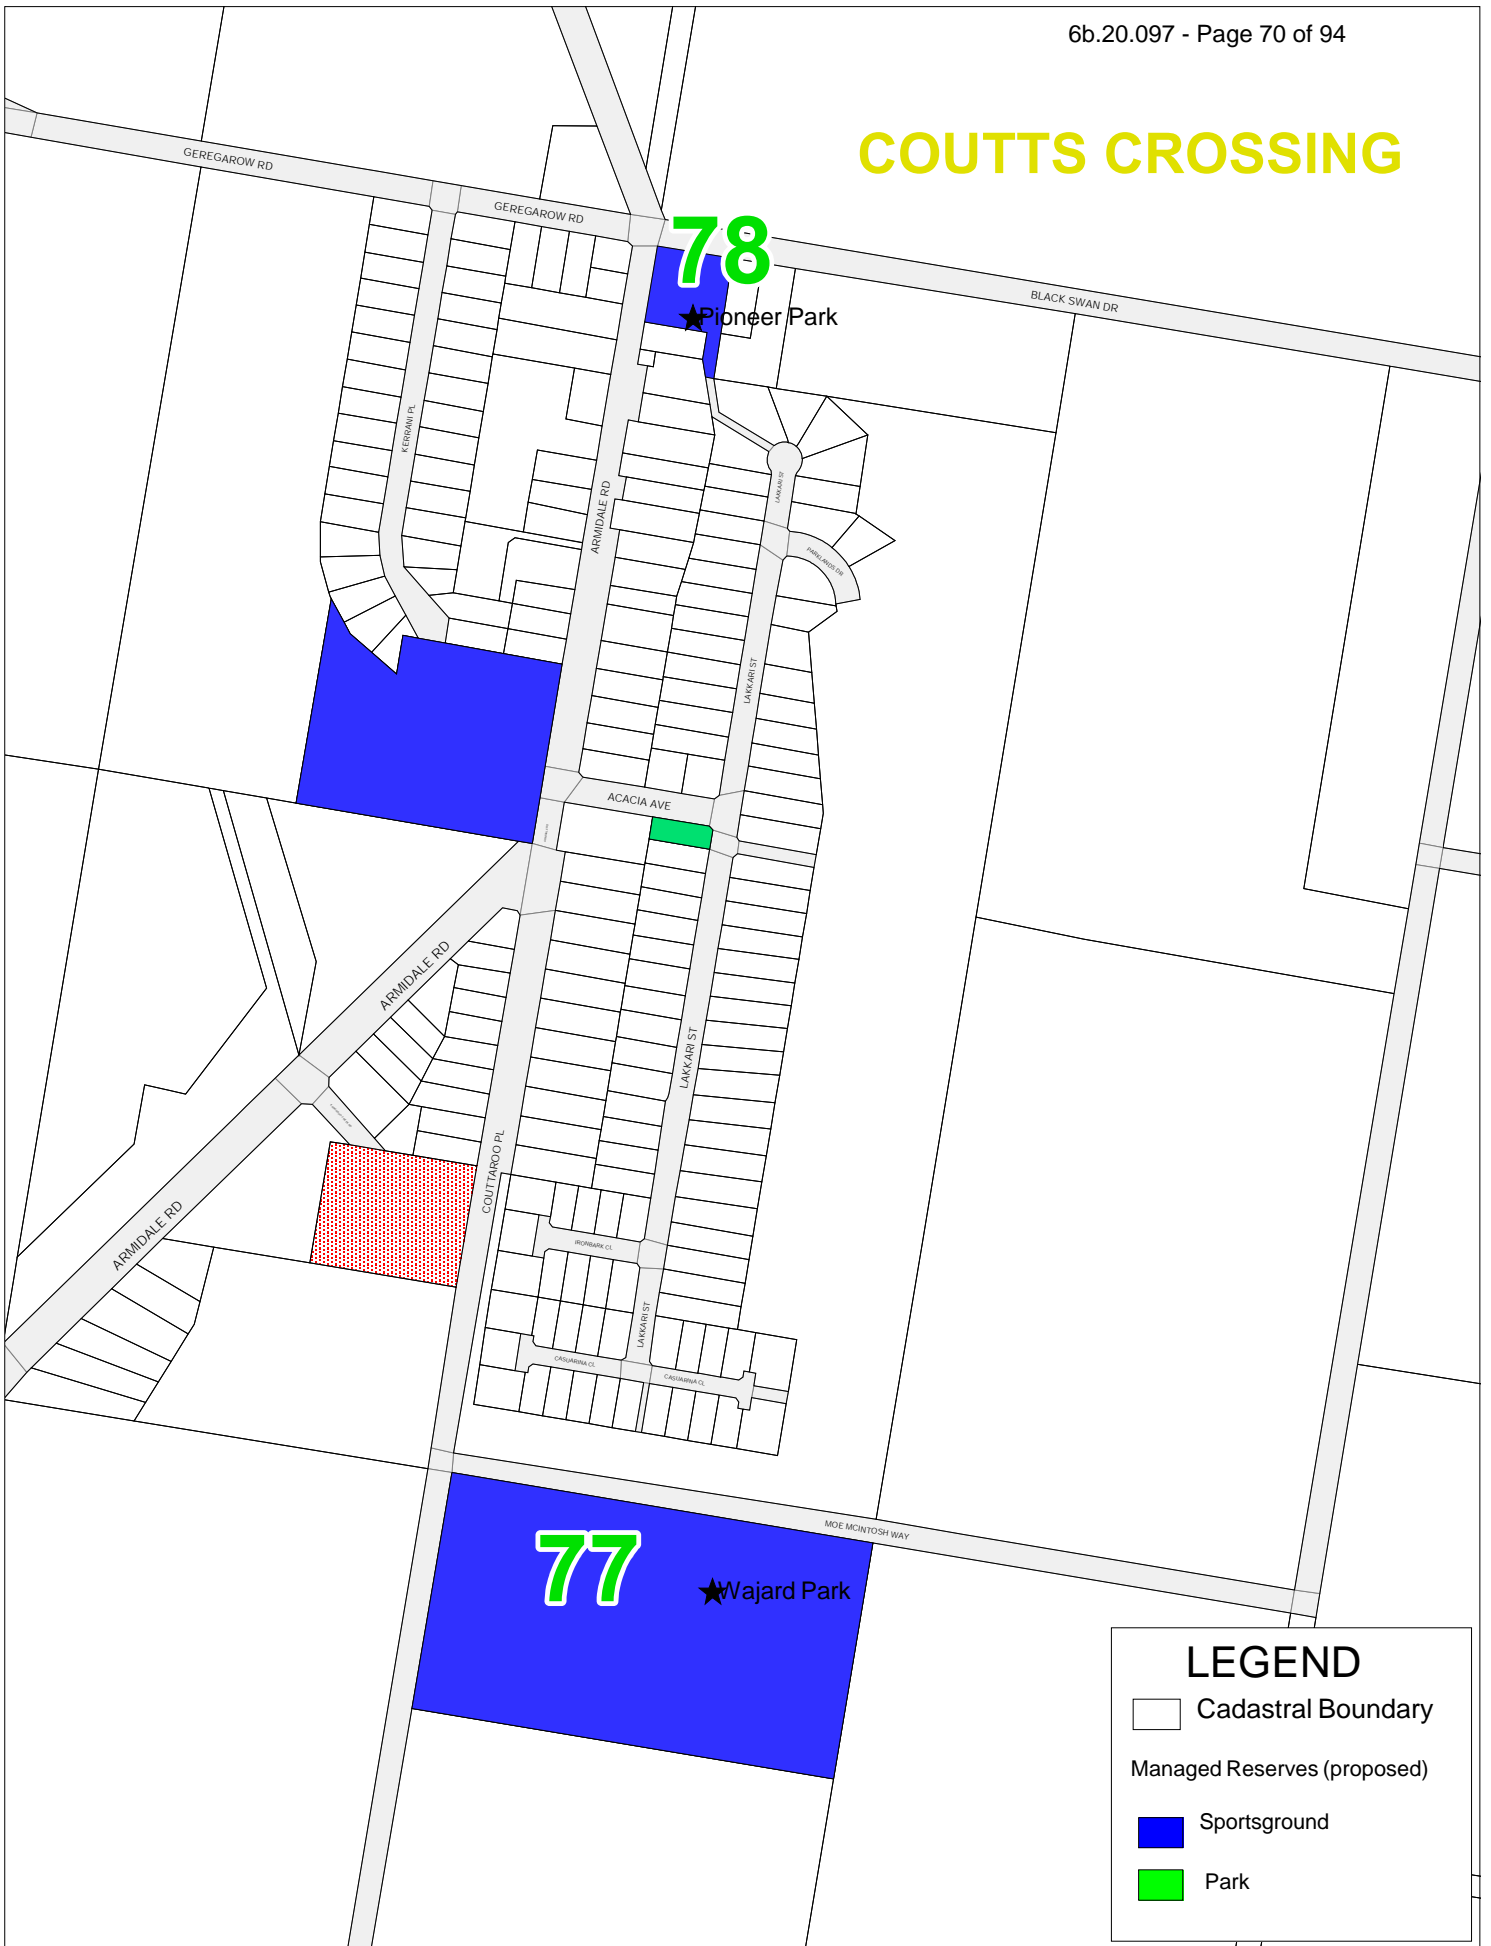 6b.20.097 - Page 70 of 94
COUTTS CROSSING
GEREGAROW RD
GEREGAROW RD
78
BLACK SWAN DR
Pioneer Park
KERRANI PL
ARMIDALE RD
LAKKARI ST
PARKLANDS DR
LAKKARI ST
ACACIA AVE
ARMIDALE RD
LAKKARI ST
COUTTAROO PL
ARMIDALE RD
IRONBARK CL
LAKKARI ST
CASUARINA CL
CASUARINA CL
MOE MCINTOSH WAY
77
Wajard Park
LEGEND
Cadastral Boundary
Managed Reserves (proposed)
Sportsground
Park